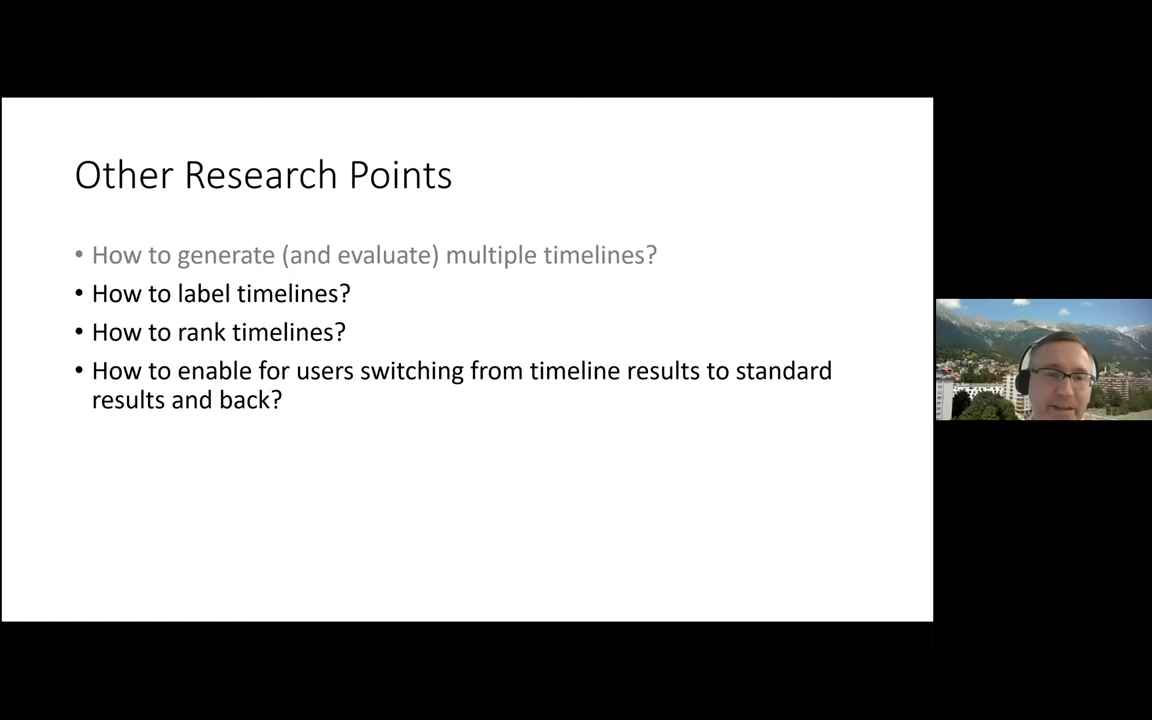 Other Research Points
• How to generate (and evaluate) multiple timelines?
• How to label timelines?
• How to rank timelines?
• How to enable for users switching from timeline results to standard
results and back?